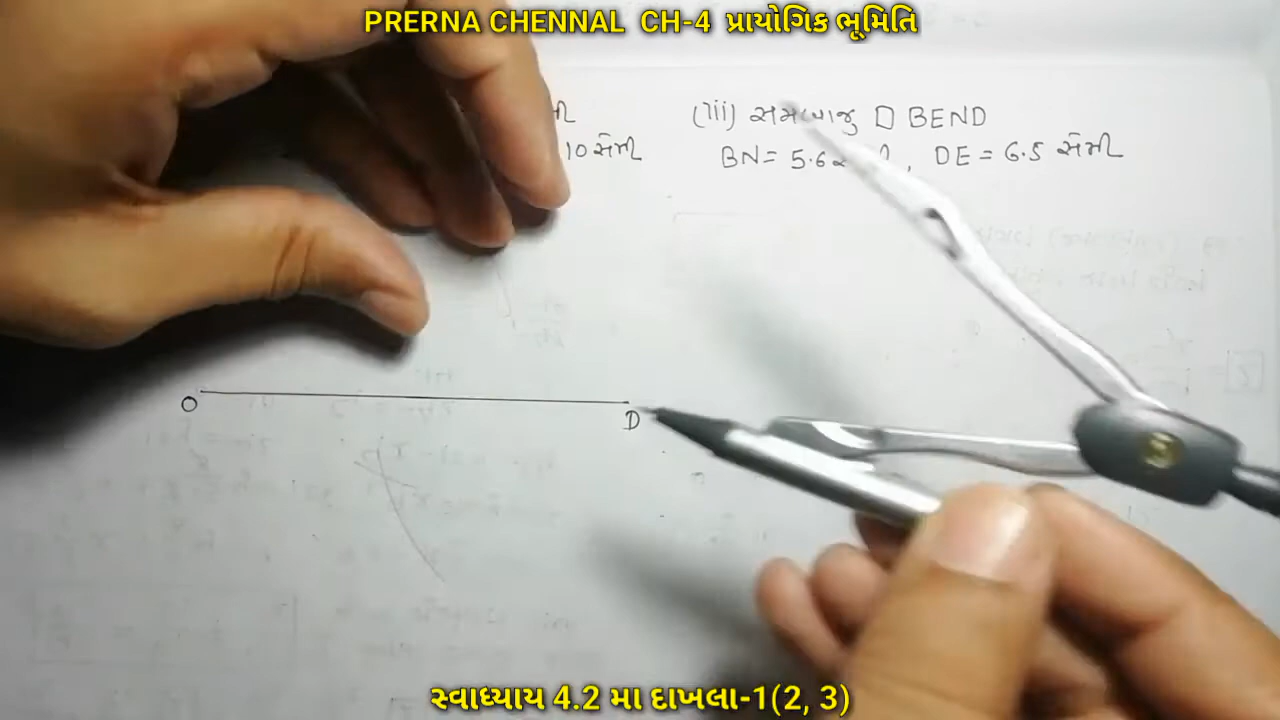 PRERNA CHENNAL CH-4 પ્રાયોગિક ભૂમિતિ
(iii) સમબાજુ □ BEND
10 સેમી
BN = 5.6 સેમી, DE = 6.5 સેમી
O
D
સ્વાધ્યાય 4.2 મા દાખલા-1(2, 3)